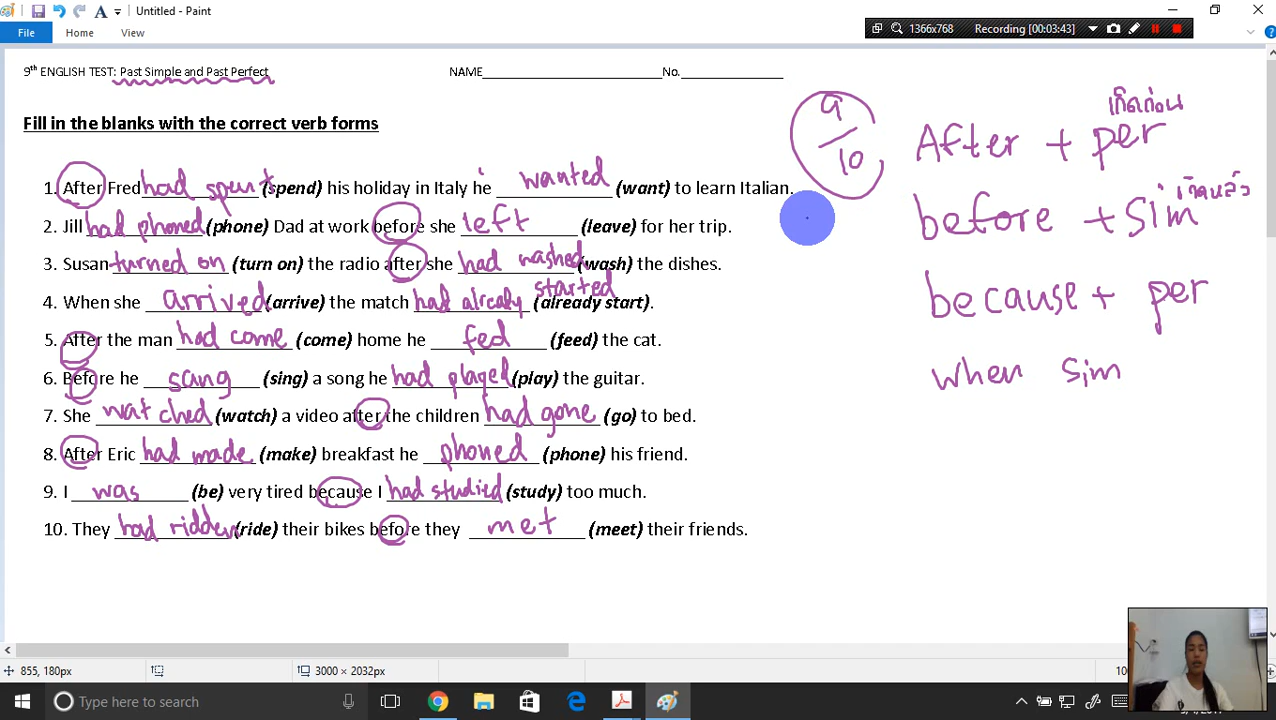 Untitled - Paint
1366x768 Recording [00:03:43]
File Home View
9th ENGLISH TEST: Past Simple and Past Perfect NAME No.
Fill in the blanks with the correct verb forms
1. After Fred had spent (spend) his holiday in Italy he wanted (want) to learn Italian.
2. Jill had phoned (phone) Dad at work before she left (leave) for her trip.
3. Susan turned on (turn on) the radio after she had washed (wash) the dishes.
4. When she arrived (arrive) the match had already started (already start).
5. After the man had come (come) home he fed (feed) the cat.
6. Before he sang (sing) a song he had played (play) the guitar.
7. She watched (watch) a video after the children had gone (go) to bed.
8. After Eric had made (make) breakfast he phoned (phone) his friend.
9. I was (be) very tired because I had studied (study) too much.
10. They had ridden (ride) their bikes before they met (meet) their friends.
9/10
เกิดก่อน
After + per
before + Sim
because + per
when sim
855, 180px 3000 × 2032px
Type here to search